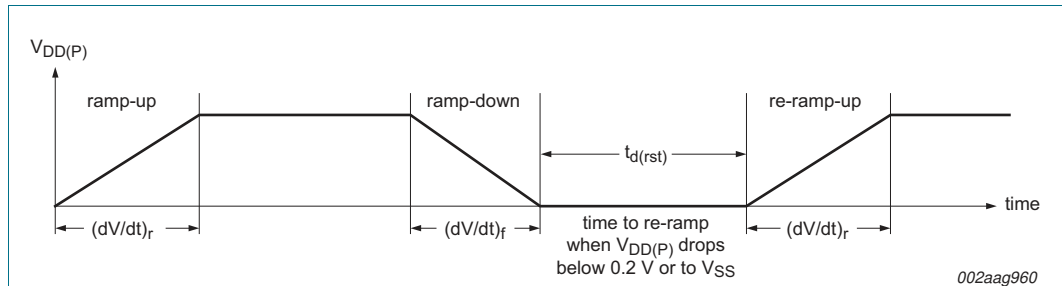 VDD(P)
ramp-up
ramp-down
re-ramp-up
td(rst)
time
(dV/dt)r
(dV/dt)f
time to re-ramp
when VDD(P) drops
below 0.2 V or to VSS
(dV/dt)r
002aag960